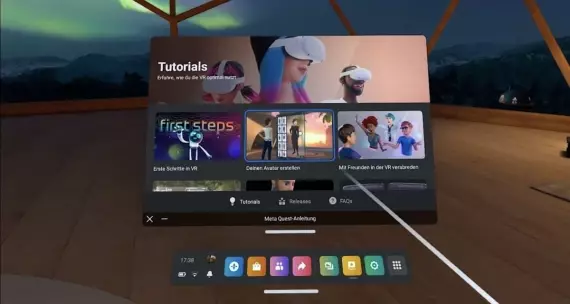 Tutorials
Erfahre, wie du die VR optimal nutzt
first steps
Erste Schritte in VR
Deinen Avatar erstellen
Mit Freunden in der VR verabreden
Tutorials
Releases
FAQs
Meta Quest-Anleitung
17:38